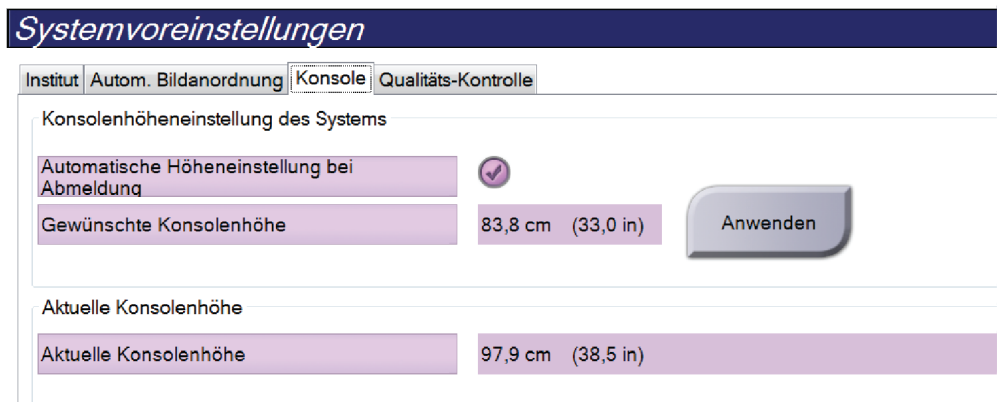 Systemvoreinstellungen
Institut Autom. Bildanordnung Konsole Qualitäts-Kontrolle
Konsolenhöheneinstellung des Systems
Automatische Höheneinstellung bei
Abmeldung
Gewünschte Konsolenhöhe 83,8 cm (33,0 in) Anwenden
Aktuelle Konsolenhöhe
Aktuelle Konsolenhöhe 97,9 cm (38,5 in)